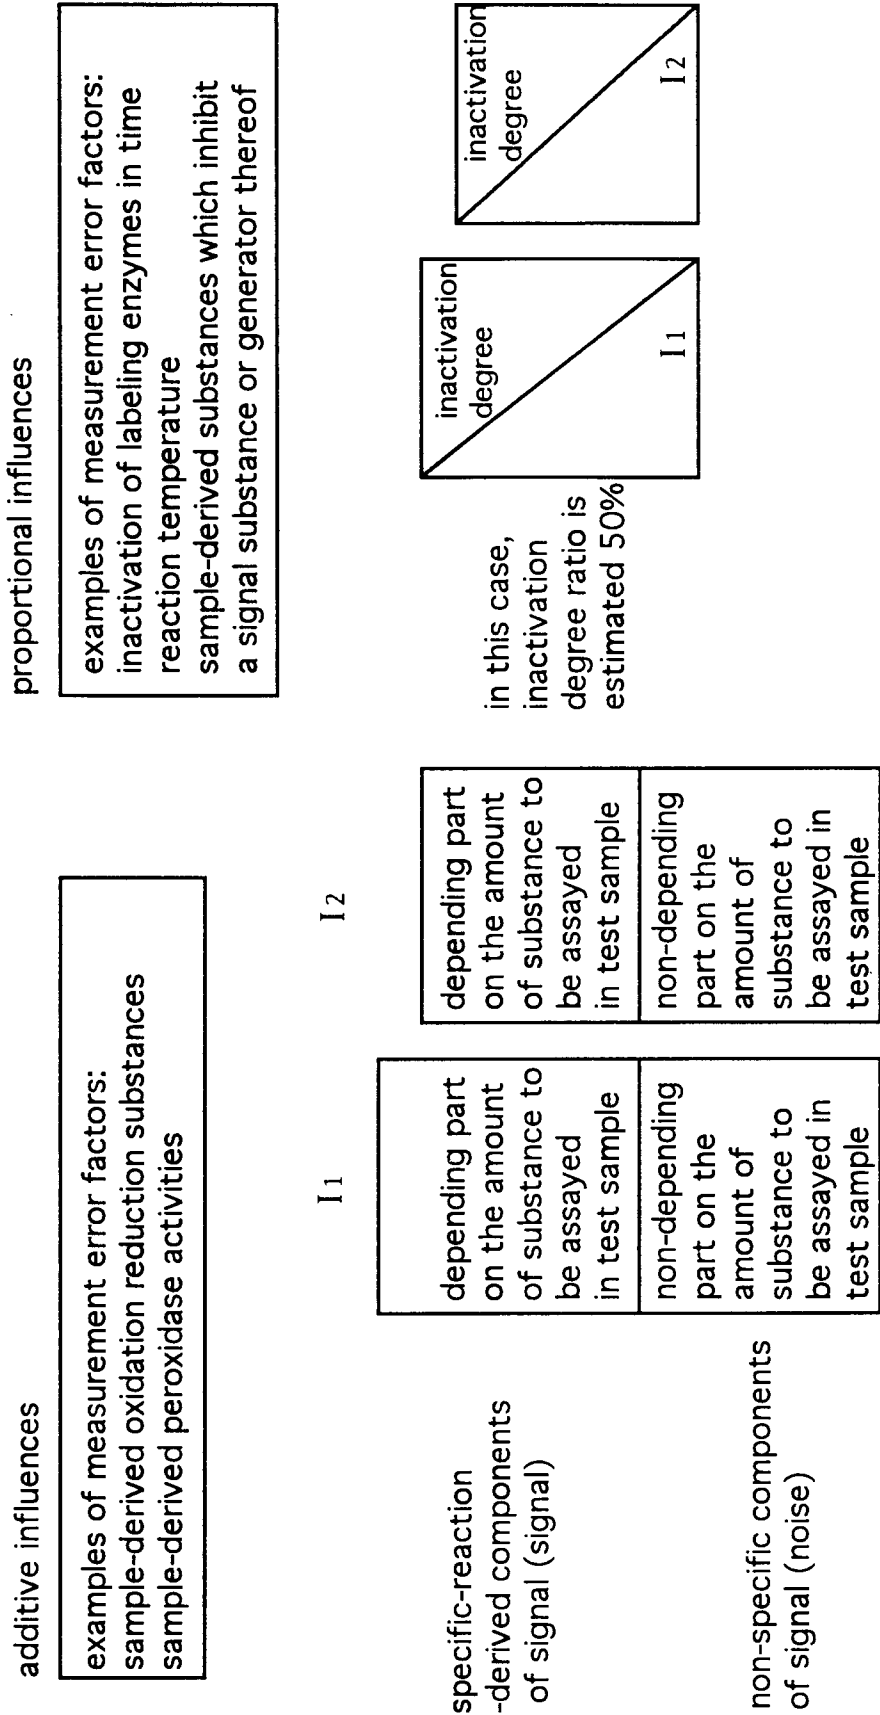 additive influences
examples of measurement error factors:
sample-derived oxidation reduction substances
sample-derived peroxidase activities
I1
I2
specific-reaction
-derived components
of signal (signal)
depending part
on the amount
of substance to
be assayed
in test sample
depending part
on the amount
of substance to
be assayed
in test sample
non-specific components
of signal (noise)
non-depending
part on the
amount of
substance to
be assayed in
test sample
non-depending
part on the
amount of
substance to
be assayed in
test sample
proportional influences
examples of measurement error factors:
inactivation of labeling enzymes in time
reaction temperature
sample-derived substances which inhibit
a signal substance or generator thereof
in this case,
inactivation
degree ratio is
estimated 50%
inactivation
degree
I1
inactivation
degree
I2